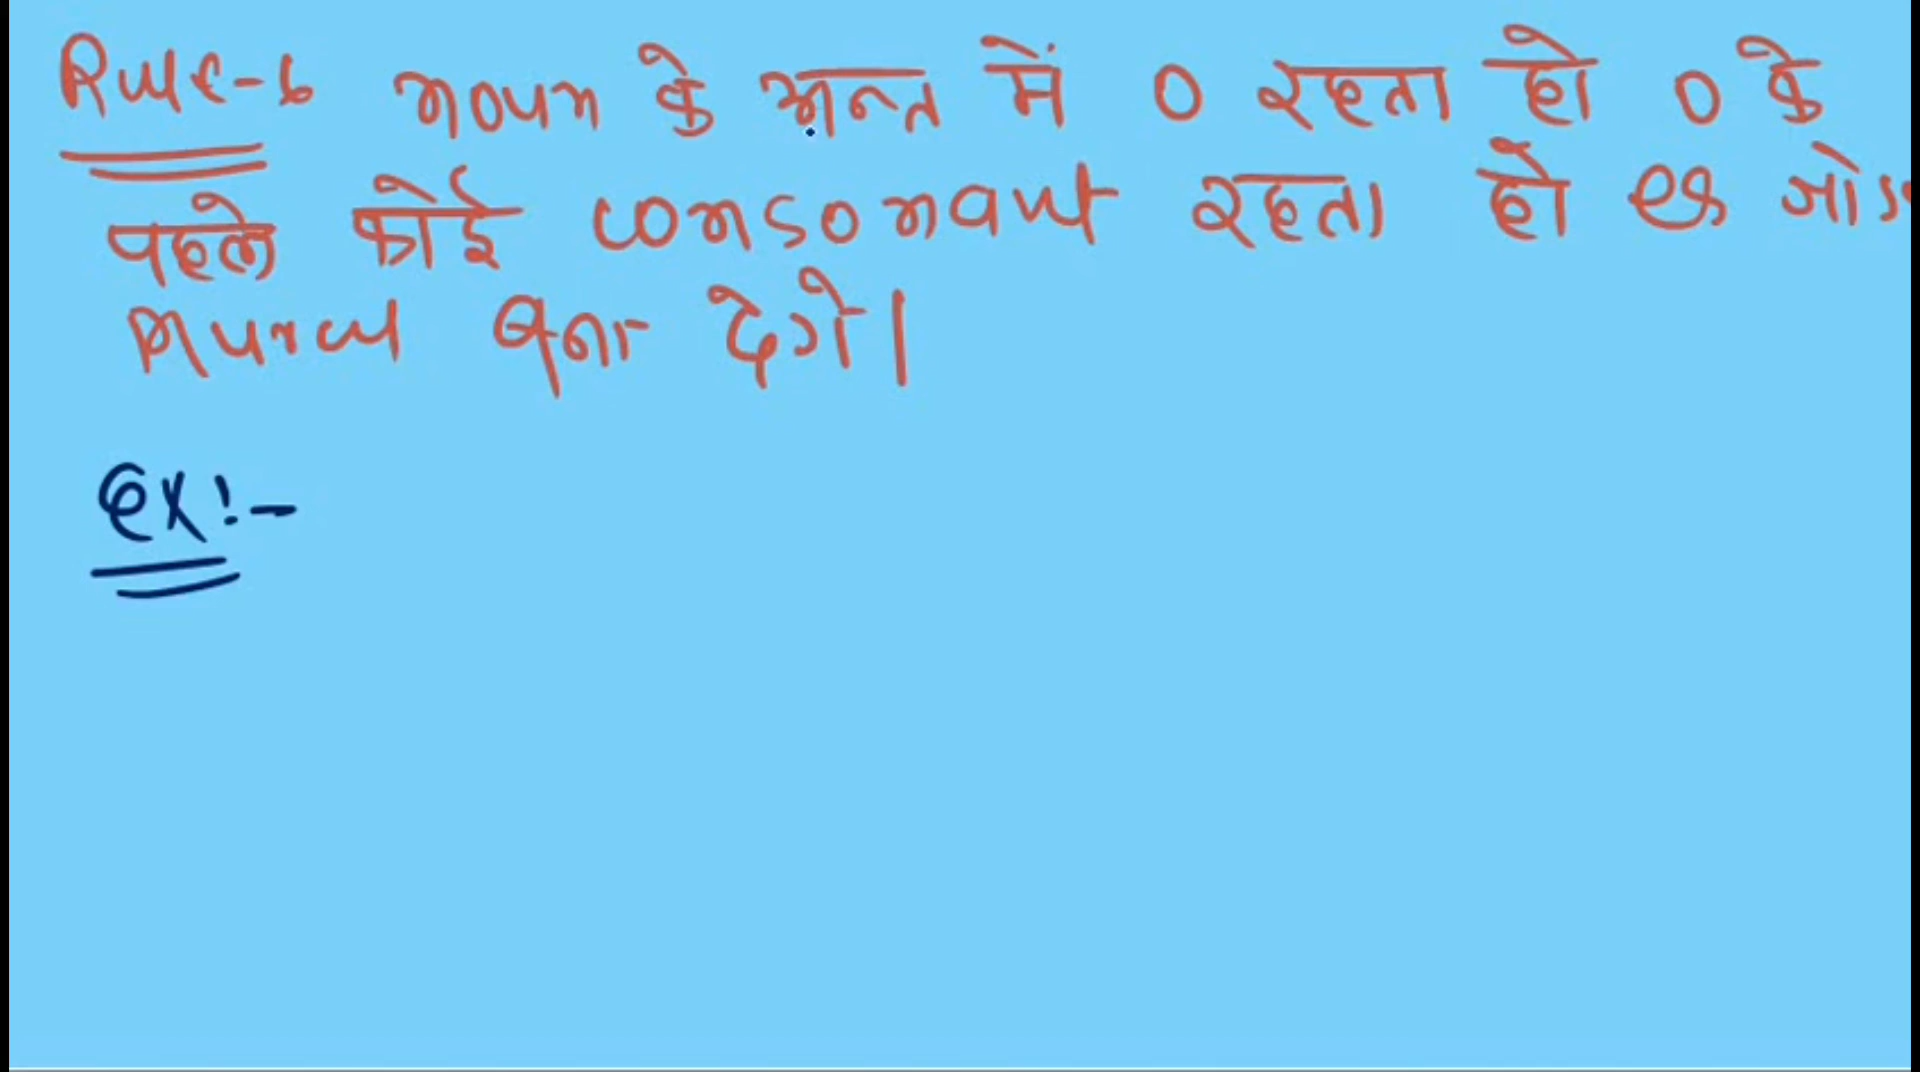 Rule-6 noun के अन्त में o रहता हो o के
पहले कोई consonant रहता हो es जोड़
plural बना देगे।
ex:-